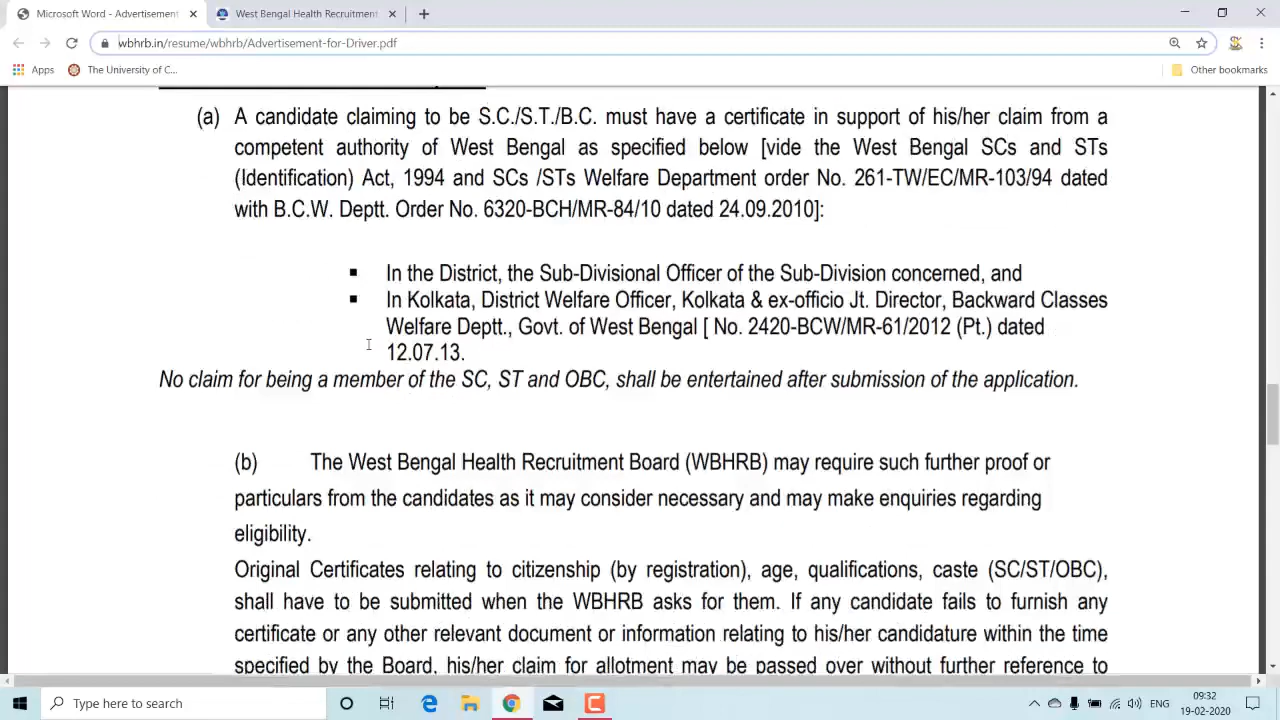 Microsoft Word - Advertisement
West Bengal Health Recruitment
wbhrb.in/resume/wbhrb/Advertisement-for-Driver.pdf
Apps
The University of C...
Other bookmarks
(a) A candidate claiming to be S.C./S.T./B.C. must have a certificate in support of his/her claim from a
competent authority of West Bengal as specified below [vide the West Bengal SCs and STs
(Identification) Act, 1994 and SCs /STs Welfare Department order No. 261-TW/EC/MR-103/94 dated
with B.C.W. Deptt. Order No. 6320-BCH/MR-84/10 dated 24.09.2010]:
▪ In the District, the Sub-Divisional Officer of the Sub-Division concerned, and
▪ In Kolkata, District Welfare Officer, Kolkata & ex-officio Jt. Director, Backward Classes
Welfare Deptt., Govt. of West Bengal [ No. 2420-BCW/MR-61/2012 (Pt.) dated
12.07.13.
No claim for being a member of the SC, ST and OBC, shall be entertained after submission of the application.
(b) The West Bengal Health Recruitment Board (WBHRB) may require such further proof or
particulars from the candidates as it may consider necessary and may make enquiries regarding
eligibility.
Original Certificates relating to citizenship (by registration), age, qualifications, caste (SC/ST/OBC),
shall have to be submitted when the WBHRB asks for them. If any candidate fails to furnish any
certificate or any other relevant document or information relating to his/her candidature within the time
specified by the Board, his/her claim for allotment may be passed over without further reference to
Type here to search
ENG
09:32
19-02-2020